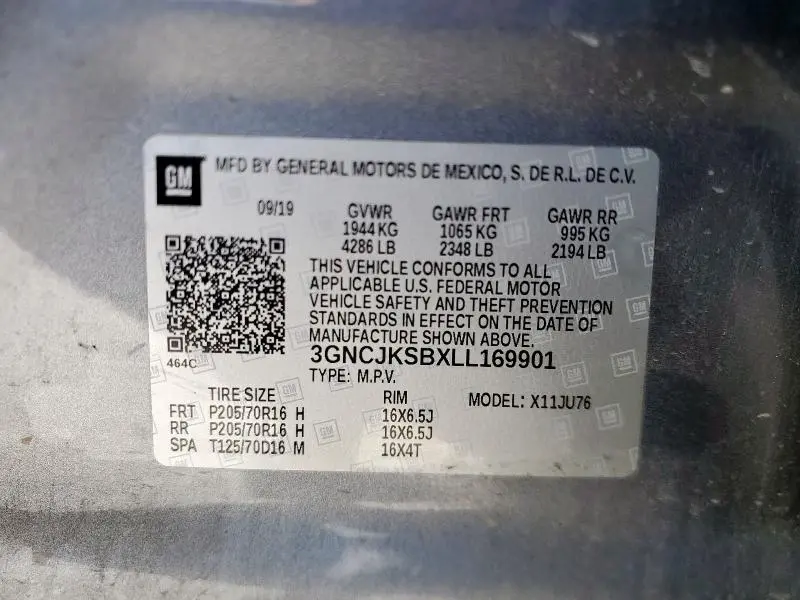 GM
MFD BY GENERAL MOTORS DE MEXICO, S. DE R.L. DE C.V.
09/19 GVWR GAWR FRT GAWR RR
1944 KG 1065 KG 995 KG
4286 LB 2348 LB 2194 LB
THIS VEHICLE CONFORMS TO ALL
APPLICABLE U.S. FEDERAL MOTOR
VEHICLE SAFETY AND THEFT PREVENTION
STANDARDS IN EFFECT ON THE DATE OF
MANUFACTURE SHOWN ABOVE.
464C
3GNCJKSBXLL169901
TYPE: M.P.V.
TIRE SIZE RIM MODEL: X11JU76
FRT P205/70R16 H 16X6.5J
RR P205/70R16 H 16X6.5J
SPA T125/70D16 M 16X4T